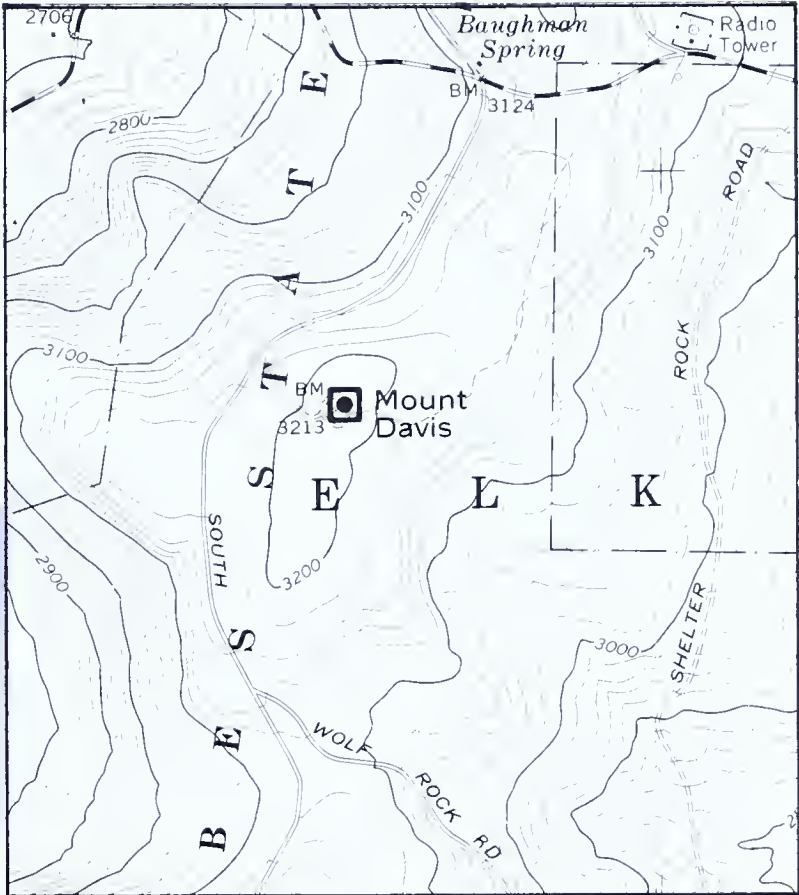 2706
Baughman
Spring
Radio
Tower
BM
3124
2800
3100
3100
ROAD
3100
ROCK
BM
3213
Mount
Davis
E L K
SOUTH
3200
2900
3000
SHELTER
WOLF
ROCK RD
B E S S T A T E